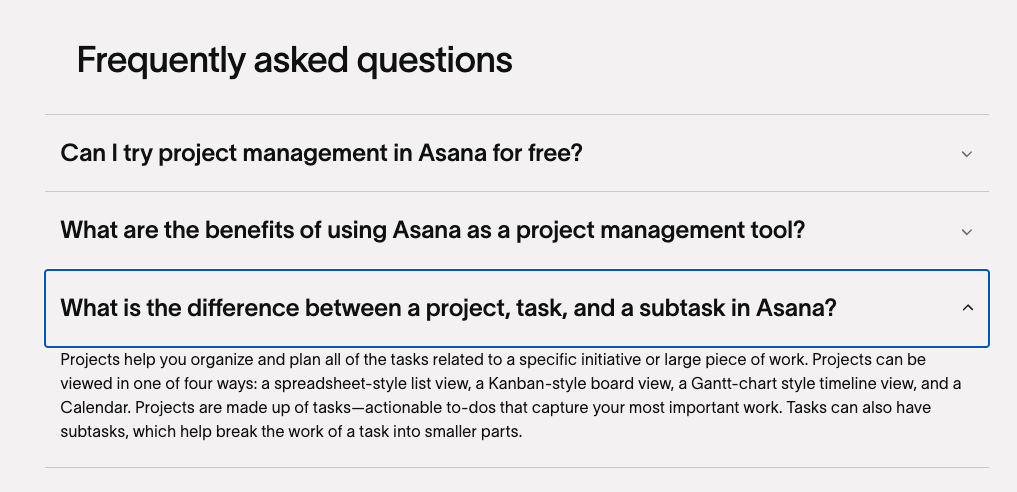 Frequently asked questions
Can I try project management in Asana for free?
What are the benefits of using Asana as a project management tool?
What is the difference between a project, task, and a subtask in Asana?
Projects help you organize and plan all of the tasks related to a specific initiative or large piece of work. Projects can be
viewed in one of four ways: a spreadsheet-style list view, a Kanban-style board view, a Gantt-chart style timeline view, and a
Calendar. Projects are made up of tasks—actionable to-dos that capture your most important work. Tasks can also have
subtasks, which help break the work of a task into smaller parts.